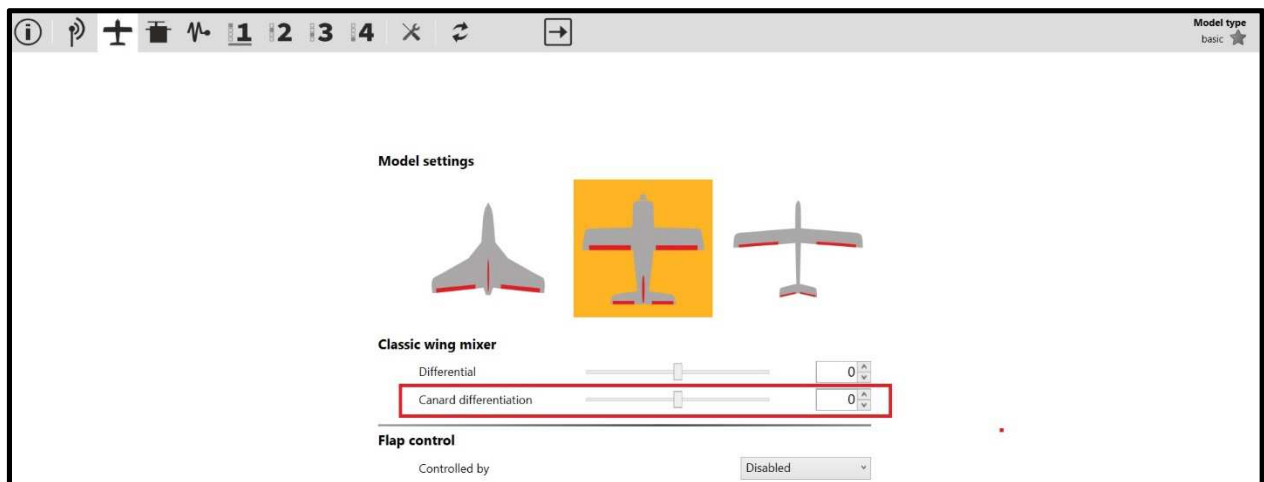 1 2 3 4
Model type
basic
Model settings
Classic wing mixer
Differential 0
Canard differentiation 0
Flap control
Controlled by Disabled